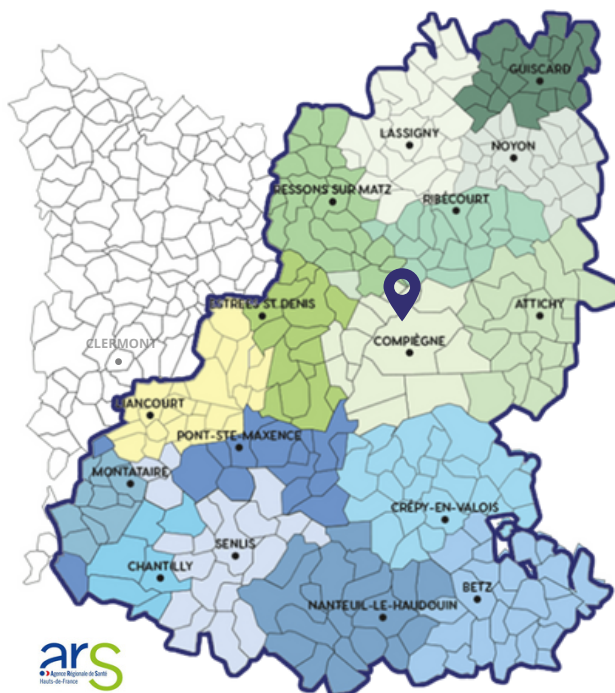 GUISCARD
LASSIGNY
NOYON
RESSONS SUR MATZ
RIBÉCOURT
ESTREES-ST-DENIS
ATTICHY
CLERMONT
COMPIÈGNE
LIANCOURT
PONT-STE-MAXENCE
MONTATAIRE
CRÉPY-EN-VALOIS
SENLIS
CHANTILLY
BETZ
NANTEUIL-LE-HAUDOUIN
ars
Agence Régionale de Santé
Hauts-de-France